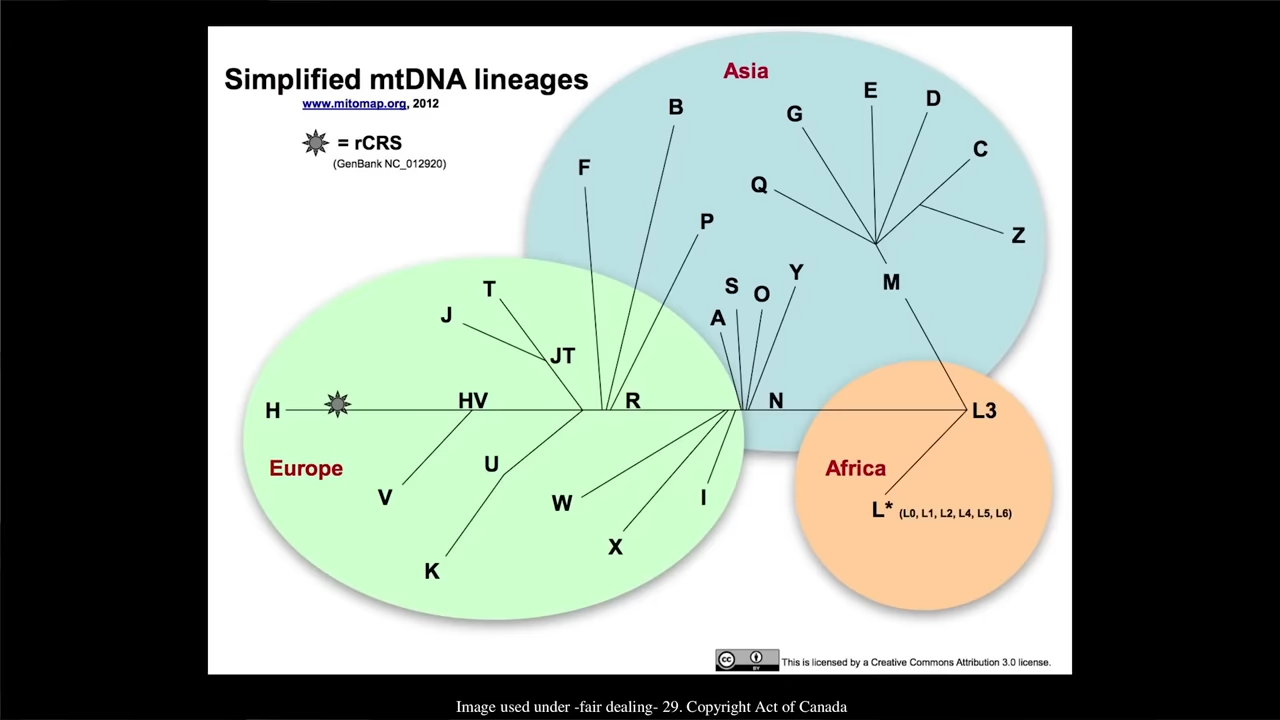 Simplified mtDNA lineages
www.mitomap.org, 2012
= rCRS
(GenBank NC_012920)
Asia
B
G
E
D
C
F
Q
P
Z
Y
M
S
O
A
T
J
JT
H
HV
R
N
L3
Europe
U
V
W
I
X
K
Africa
L* (L0, L1, L2, L4, L5, L6)
cc
BY
This is licensed by a Creative Commons Attribution 3.0 license.
Image used under -fair dealing- 29. Copyright Act of Canada